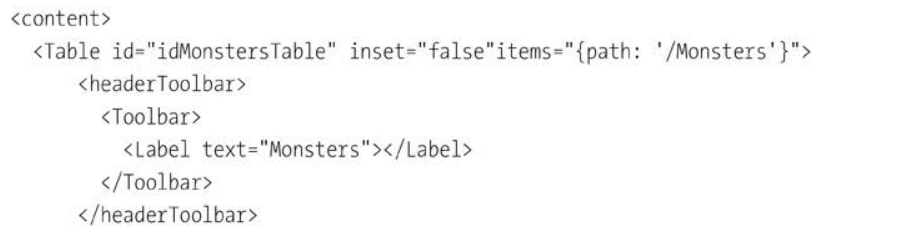 <content>
<Table id="idMonstersTable" inset="false"items="{path: '/Monsters'}">
<headerToolbar>
<Toolbar>
<Label text="Monsters"></Label>
</Toolbar>
</headerToolbar>